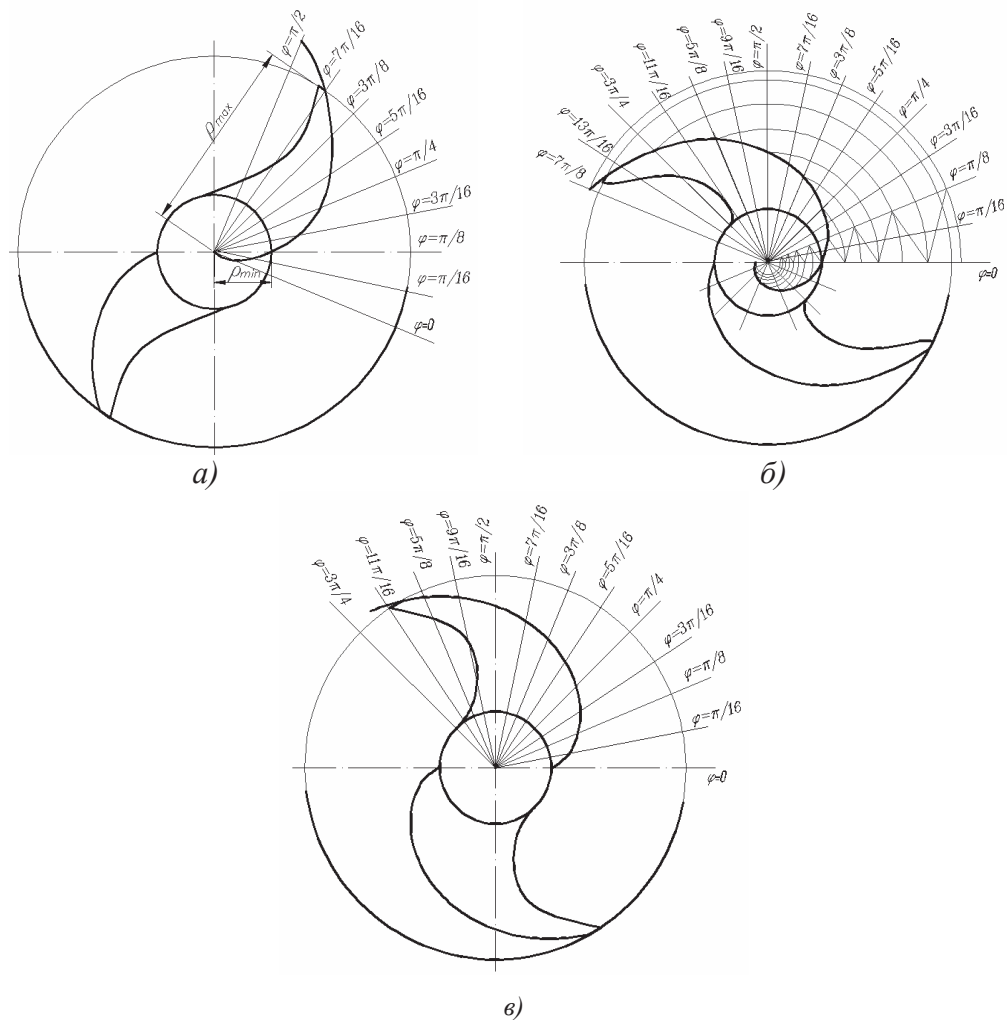 φ=π/2
φ=7π/16
φ=3π/8
φ=5π/16
φ=π/4
φ=3π/16
φ=π/8
φ=π/16
φ=0
ρmax
ρmin
а)
φ=7π/8
φ=13π/16
φ=3π/4
φ=11π/16
φ=5π/8
φ=9π/16
φ=π/2
φ=7π/16
φ=3π/8
φ=5π/16
φ=π/4
φ=3π/16
φ=π/8
φ=π/16
φ=0
б)
φ=3π/4
φ=11π/16
φ=5π/8
φ=9π/16
φ=π/2
φ=7π/16
φ=3π/8
φ=5π/16
φ=π/4
φ=3π/16
φ=π/8
φ=π/16
φ=0
в)